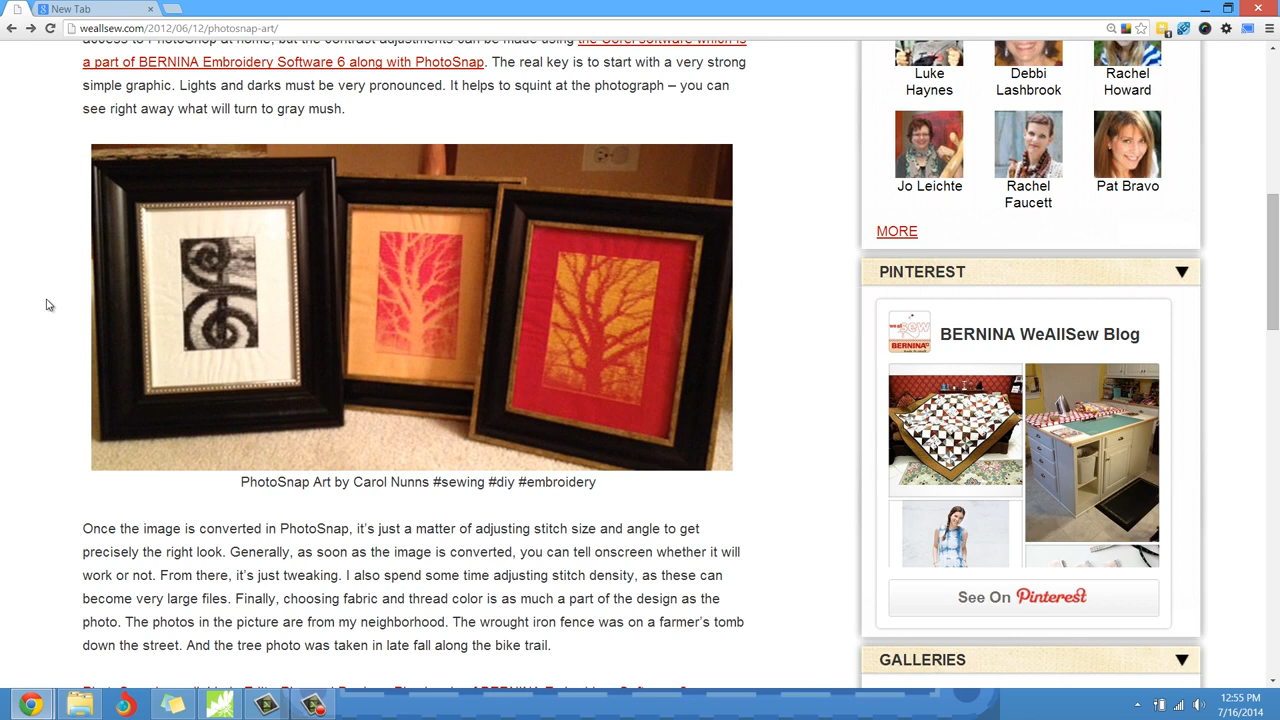 New Tab
weallsew.com/2012/06/12/photosnap-art/
the Corel software which is
a part of BERNINA Embroidery Software 6 along with PhotoSnap. The real key is to start with a very strong
simple graphic. Lights and darks must be very pronounced. It helps to squint at the photograph – you can
see right away what will turn to gray mush.
PhotoSnap Art by Carol Nunns #sewing #diy #embroidery
Once the image is converted in PhotoSnap, it's just a matter of adjusting stitch size and angle to get
precisely the right look. Generally, as soon as the image is converted, you can tell onscreen whether it will
work or not. From there, it's just tweaking. I also spend some time adjusting stitch density, as these can
become very large files. Finally, choosing fabric and thread color is as much a part of the design as the
photo. The photos in the picture are from my neighborhood. The wrought iron fence was on a farmer's tomb
down the street. And the tree photo was taken in late fall along the bike trail.
Luke
Haynes
Debbi
Lashbrook
Rachel
Howard
Jo Leichte
Rachel
Faucett
Pat Bravo
MORE
PINTEREST
weallsew
BERNINA
BERNINA WeAllSew Blog
See On Pinterest
GALLERIES
12:55 PM
7/16/2014